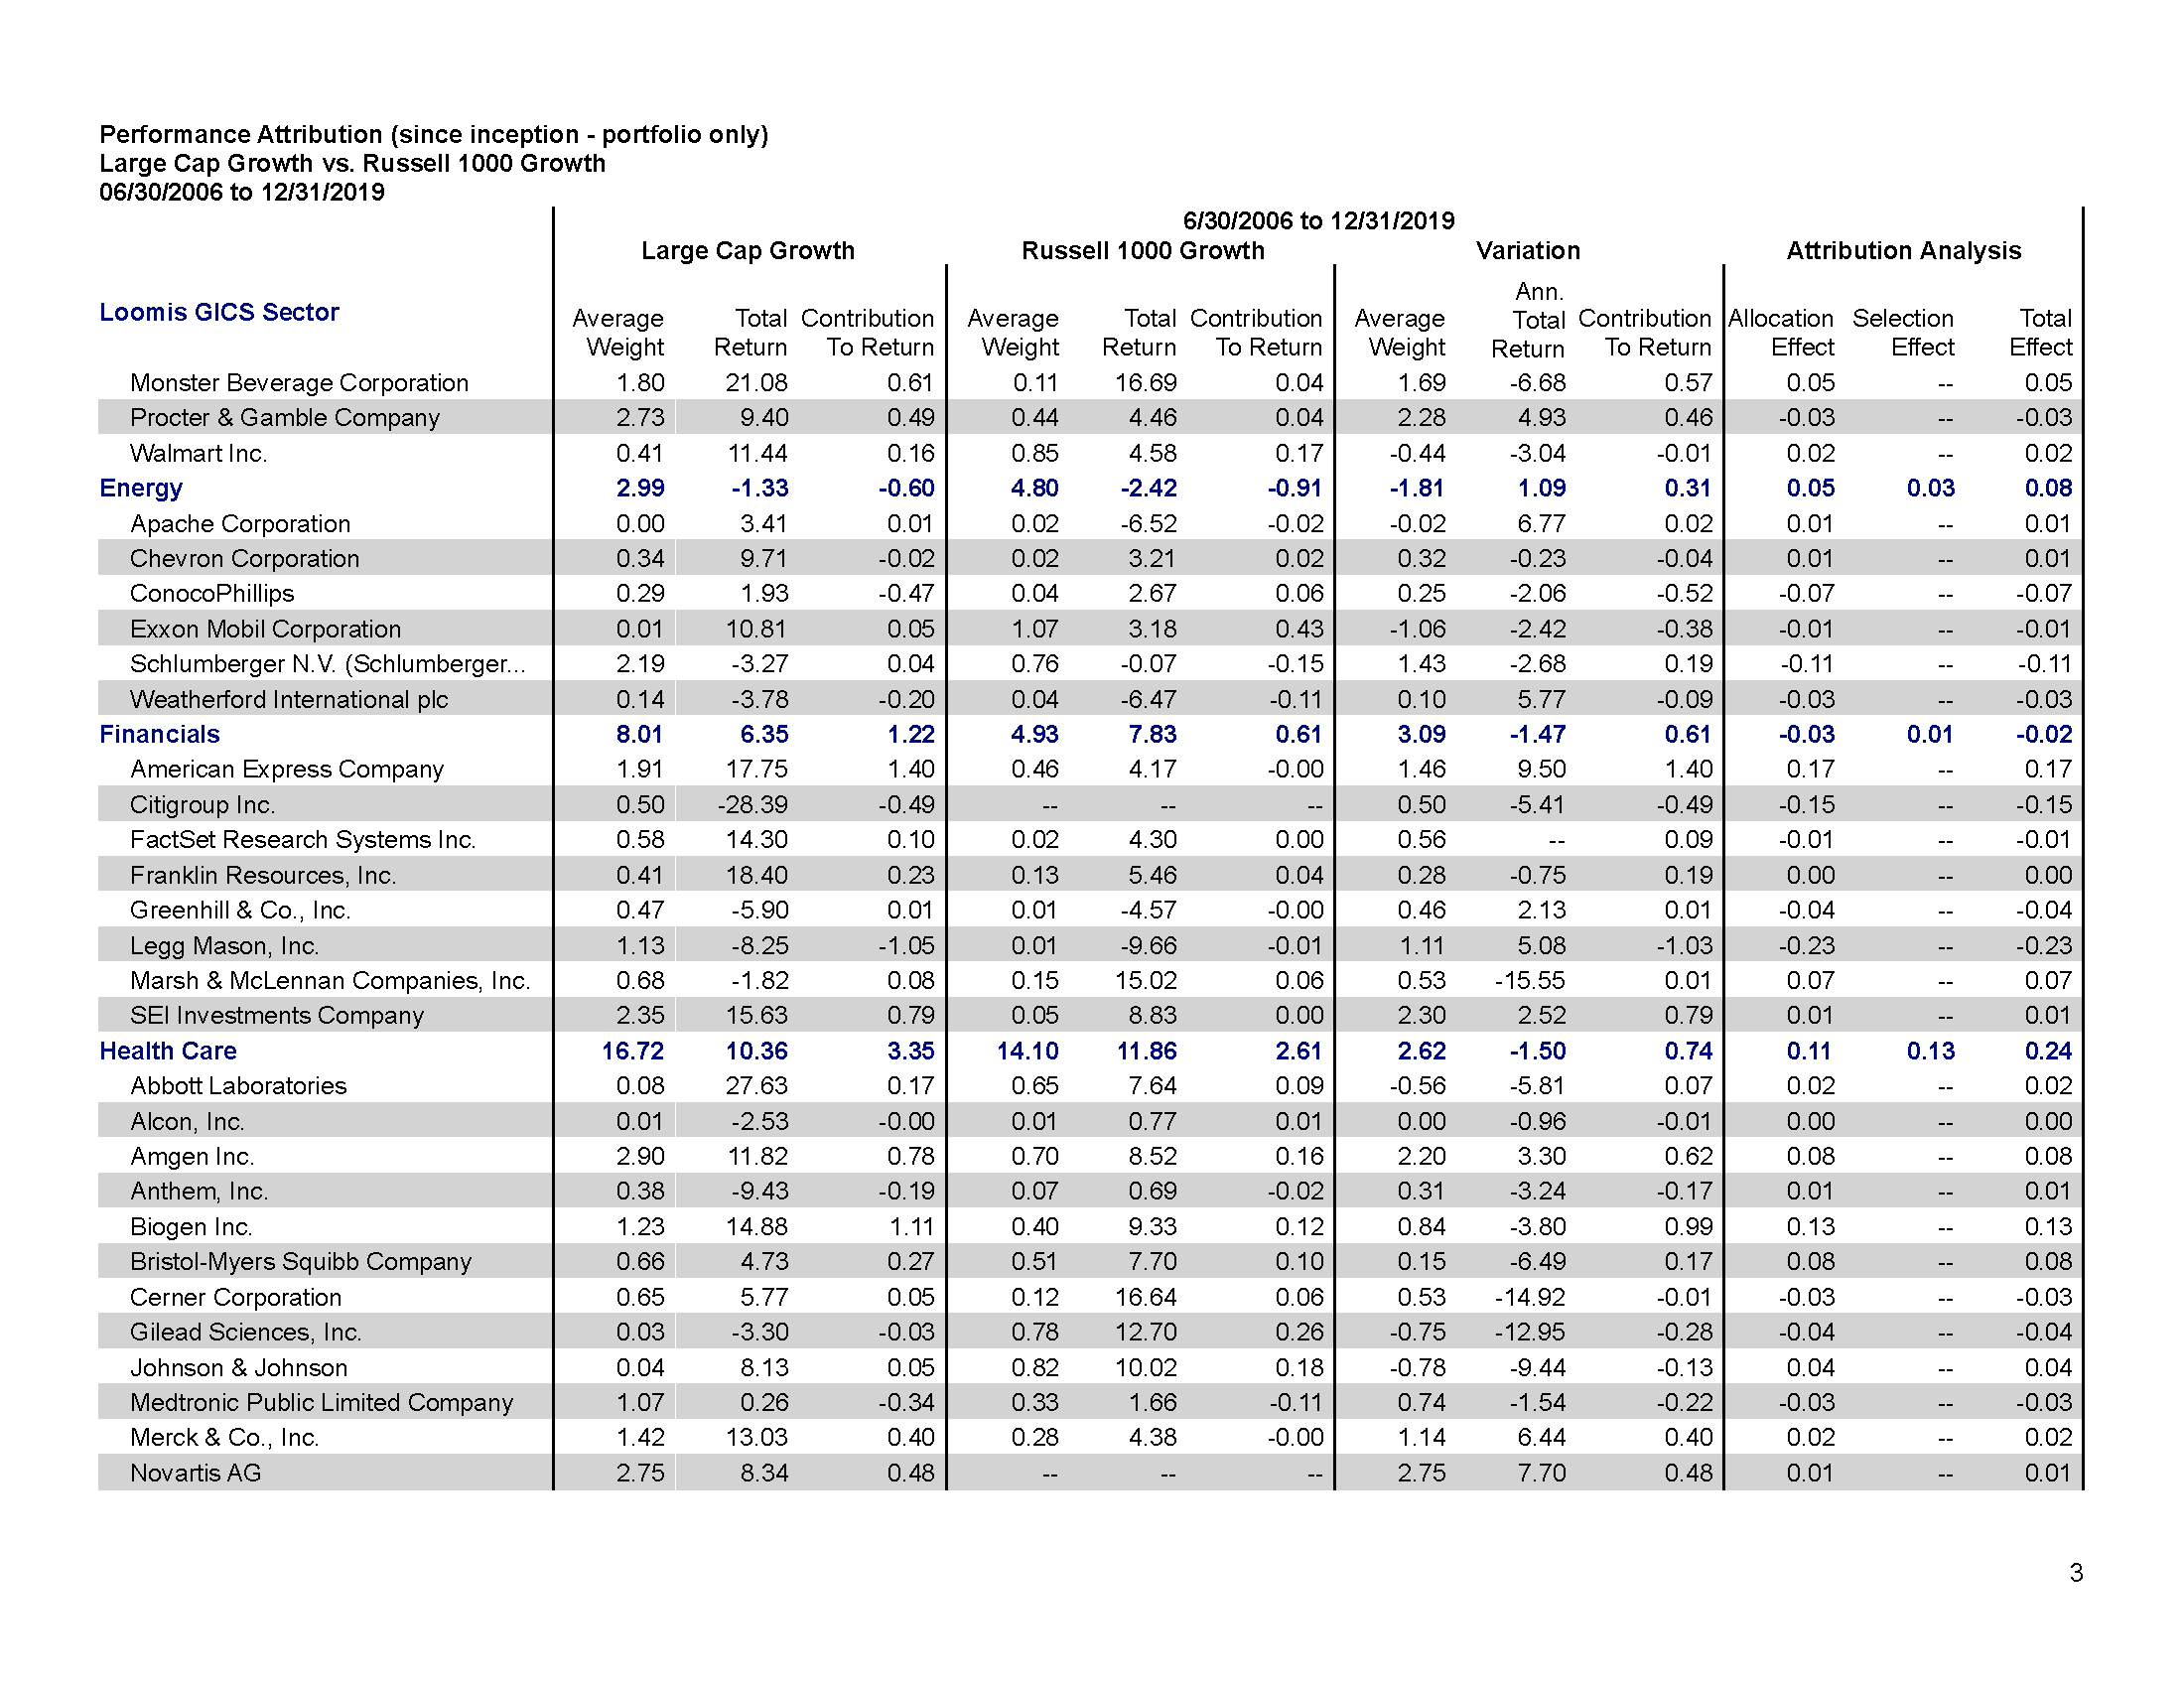 Performance Attribution (since inception - portfolio only)
Large Cap Growth vs. Russell 1000 Growth
06/30/2006 to 12/31/2019
6/30/2006 to 12/31/2019
Large Cap Growth Russell 1000 Growth Variation Attribution Analysis
Loomis GICS Sector
Average Weight Total Return Contribution To Return Average Weight Total Return Contribution To Return Average Weight Ann. Total Return Contribution To Return Allocation Effect Selection Effect Total Effect
Monster Beverage Corporation 1.80 21.08 0.61 0.11 16.69 0.04 1.69 -6.68 0.57 0.05 -- 0.05
Procter & Gamble Company 2.73 9.40 0.49 0.44 4.46 0.04 2.28 4.93 0.46 -0.03 -- -0.03
Walmart Inc. 0.41 11.44 0.16 0.85 4.58 0.17 -0.44 -3.04 -0.01 0.02 -- 0.02
Energy 2.99 -1.33 -0.60 4.80 -2.42 -0.91 -1.81 1.09 0.31 0.05 0.03 0.08
Apache Corporation 0.00 3.41 0.01 0.02 -6.52 -0.02 -0.02 6.77 0.02 0.01 -- 0.01
Chevron Corporation 0.34 9.71 -0.02 0.02 3.21 0.02 0.32 -0.23 -0.04 0.01 -- 0.01
ConocoPhillips 0.29 1.93 -0.47 0.04 2.67 0.06 0.25 -2.06 -0.52 -0.07 -- -0.07
Exxon Mobil Corporation 0.01 10.81 0.05 1.07 3.18 0.43 -1.06 -2.42 -0.38 -0.01 -- -0.01
Schlumberger N.V. (Schlumberger... 2.19 -3.27 0.04 0.76 -0.07 -0.15 1.43 -2.68 0.19 -0.11 -- -0.11
Weatherford International plc 0.14 -3.78 -0.20 0.04 -6.47 -0.11 0.10 5.77 -0.09 -0.03 -- -0.03
Financials 8.01 6.35 1.22 4.93 7.83 0.61 3.09 -1.47 0.61 -0.03 0.01 -0.02
American Express Company 1.91 17.75 1.40 0.46 4.17 -0.00 1.46 9.50 1.40 0.17 -- 0.17
Citigroup Inc. 0.50 -28.39 -0.49 -- -- -- 0.50 -5.41 -0.49 -0.15 -- -0.15
FactSet Research Systems Inc. 0.58 14.30 0.10 0.02 4.30 0.00 0.56 -- 0.09 -0.01 -- -0.01
Franklin Resources, Inc. 0.41 18.40 0.23 0.13 5.46 0.04 0.28 -0.75 0.19 0.00 -- 0.00
Greenhill & Co., Inc. 0.47 -5.90 0.01 0.01 -4.57 -0.00 0.46 2.13 0.01 -0.04 -- -0.04
Legg Mason, Inc. 1.13 -8.25 -1.05 0.01 -9.66 -0.01 1.11 5.08 -1.03 -0.23 -- -0.23
Marsh & McLennan Companies, Inc. 0.68 -1.82 0.08 0.15 15.02 0.06 0.53 -15.55 0.01 0.07 -- 0.07
SEI Investments Company 2.35 15.63 0.79 0.05 8.83 0.00 2.30 2.52 0.79 0.01 -- 0.01
Health Care 16.72 10.36 3.35 14.10 11.86 2.61 2.62 -1.50 0.74 0.11 0.13 0.24
Abbott Laboratories 0.08 27.63 0.17 0.65 7.64 0.09 -0.56 -5.81 0.07 0.02 -- 0.02
Alcon, Inc. 0.01 -2.53 -0.00 0.01 0.77 0.01 0.00 -0.96 -0.01 0.00 -- 0.00
Amgen Inc. 2.90 11.82 0.78 0.70 8.52 0.16 2.20 3.30 0.62 0.08 -- 0.08
Anthem, Inc. 0.38 -9.43 -0.19 0.07 0.69 -0.02 0.31 -3.24 -0.17 0.01 -- 0.01
Biogen Inc. 1.23 14.88 1.11 0.40 9.33 0.12 0.84 -3.80 0.99 0.13 -- 0.13
Bristol-Myers Squibb Company 0.66 4.73 0.27 0.51 7.70 0.10 0.15 -6.49 0.17 0.08 -- 0.08
Cerner Corporation 0.65 5.77 0.05 0.12 16.64 0.06 0.53 -14.92 -0.01 -0.03 -- -0.03
Gilead Sciences, Inc. 0.03 -3.30 -0.03 0.78 12.70 0.26 -0.75 -12.95 -0.28 -0.04 -- -0.04
Johnson & Johnson 0.04 8.13 0.05 0.82 10.02 0.18 -0.78 -9.44 -0.13 0.04 -- 0.04
Medtronic Public Limited Company 1.07 0.26 -0.34 0.33 1.66 -0.11 0.74 -1.54 -0.22 -0.03 -- -0.03
Merck & Co., Inc. 1.42 13.03 0.40 0.28 4.38 -0.00 1.14 6.44 0.40 0.02 -- 0.02
Novartis AG 2.75 8.34 0.48 -- -- -- 2.75 7.70 0.48 0.01 -- 0.01
3